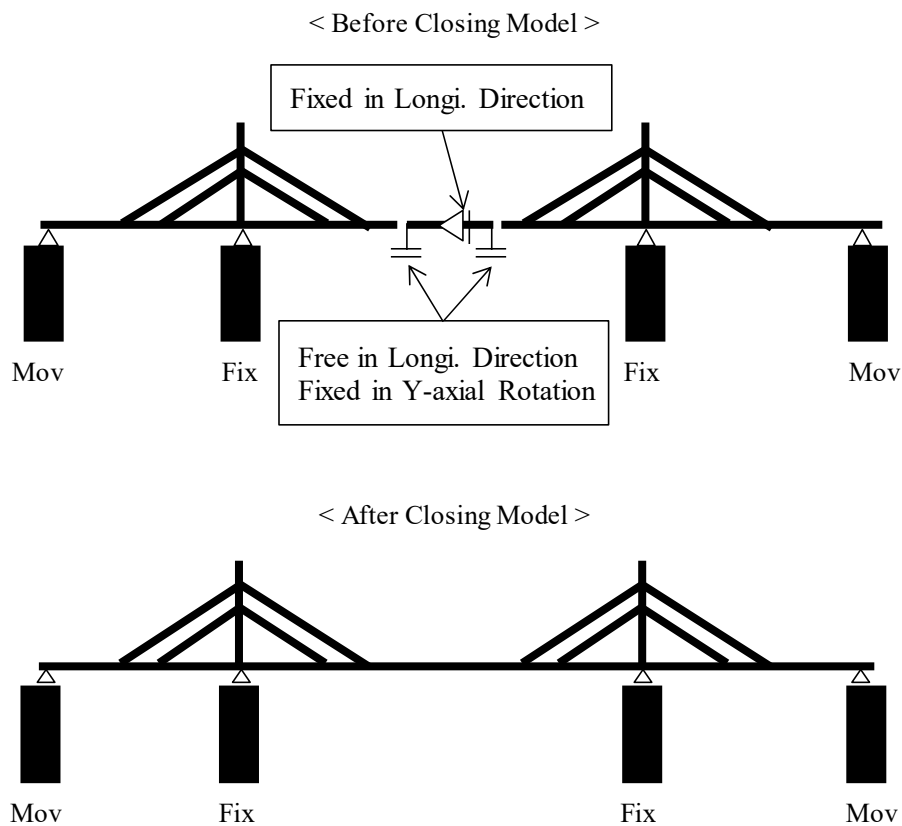 < Before Closing Model >
Fixed in Longi. Direction
Mov
Fix
Fix
Mov
Free in Longi. Direction
Fixed in Y-axial Rotation
< After Closing Model >
Mov
Fix
Fix
Mov